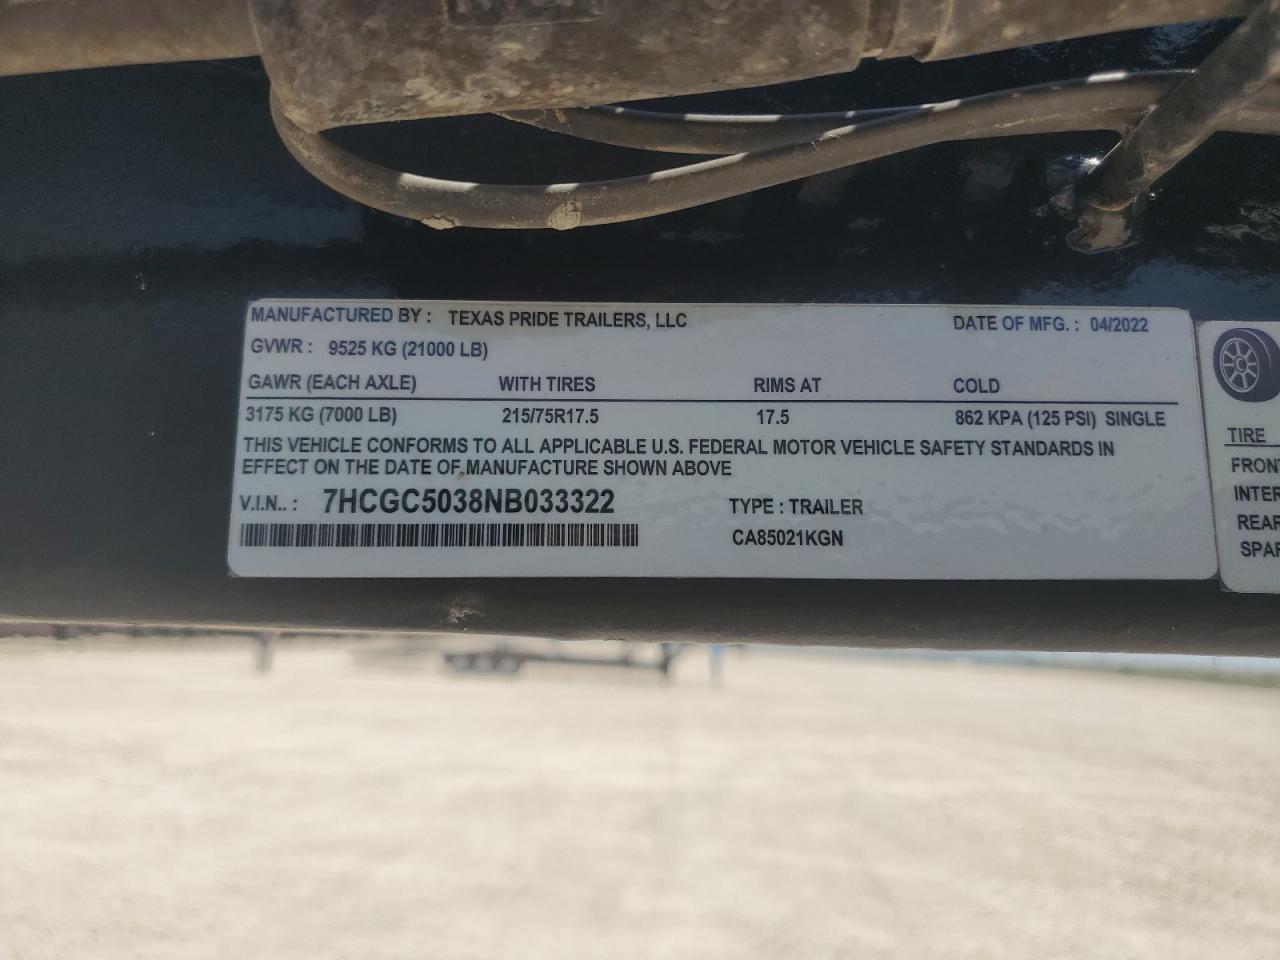 MANUFACTURED BY : TEXAS PRIDE TRAILERS, LLC DATE OF MFG. : 04/2022
GVWR : 9525 KG (21000 LB)
GAWR (EACH AXLE) WITH TIRES RIMS AT COLD
3175 KG (7000 LB) 215/75R17.5 17.5 862 KPA (125 PSI) SINGLE
THIS VEHICLE CONFORMS TO ALL APPLICABLE U.S. FEDERAL MOTOR VEHICLE SAFETY STANDARDS IN
EFFECT ON THE DATE OF MANUFACTURE SHOWN ABOVE
V.I.N.. : 7HCGC5038NB033322 TYPE : TRAILER
CA85021KGN
TIRE
FRON
INTER
REAR
SPAR